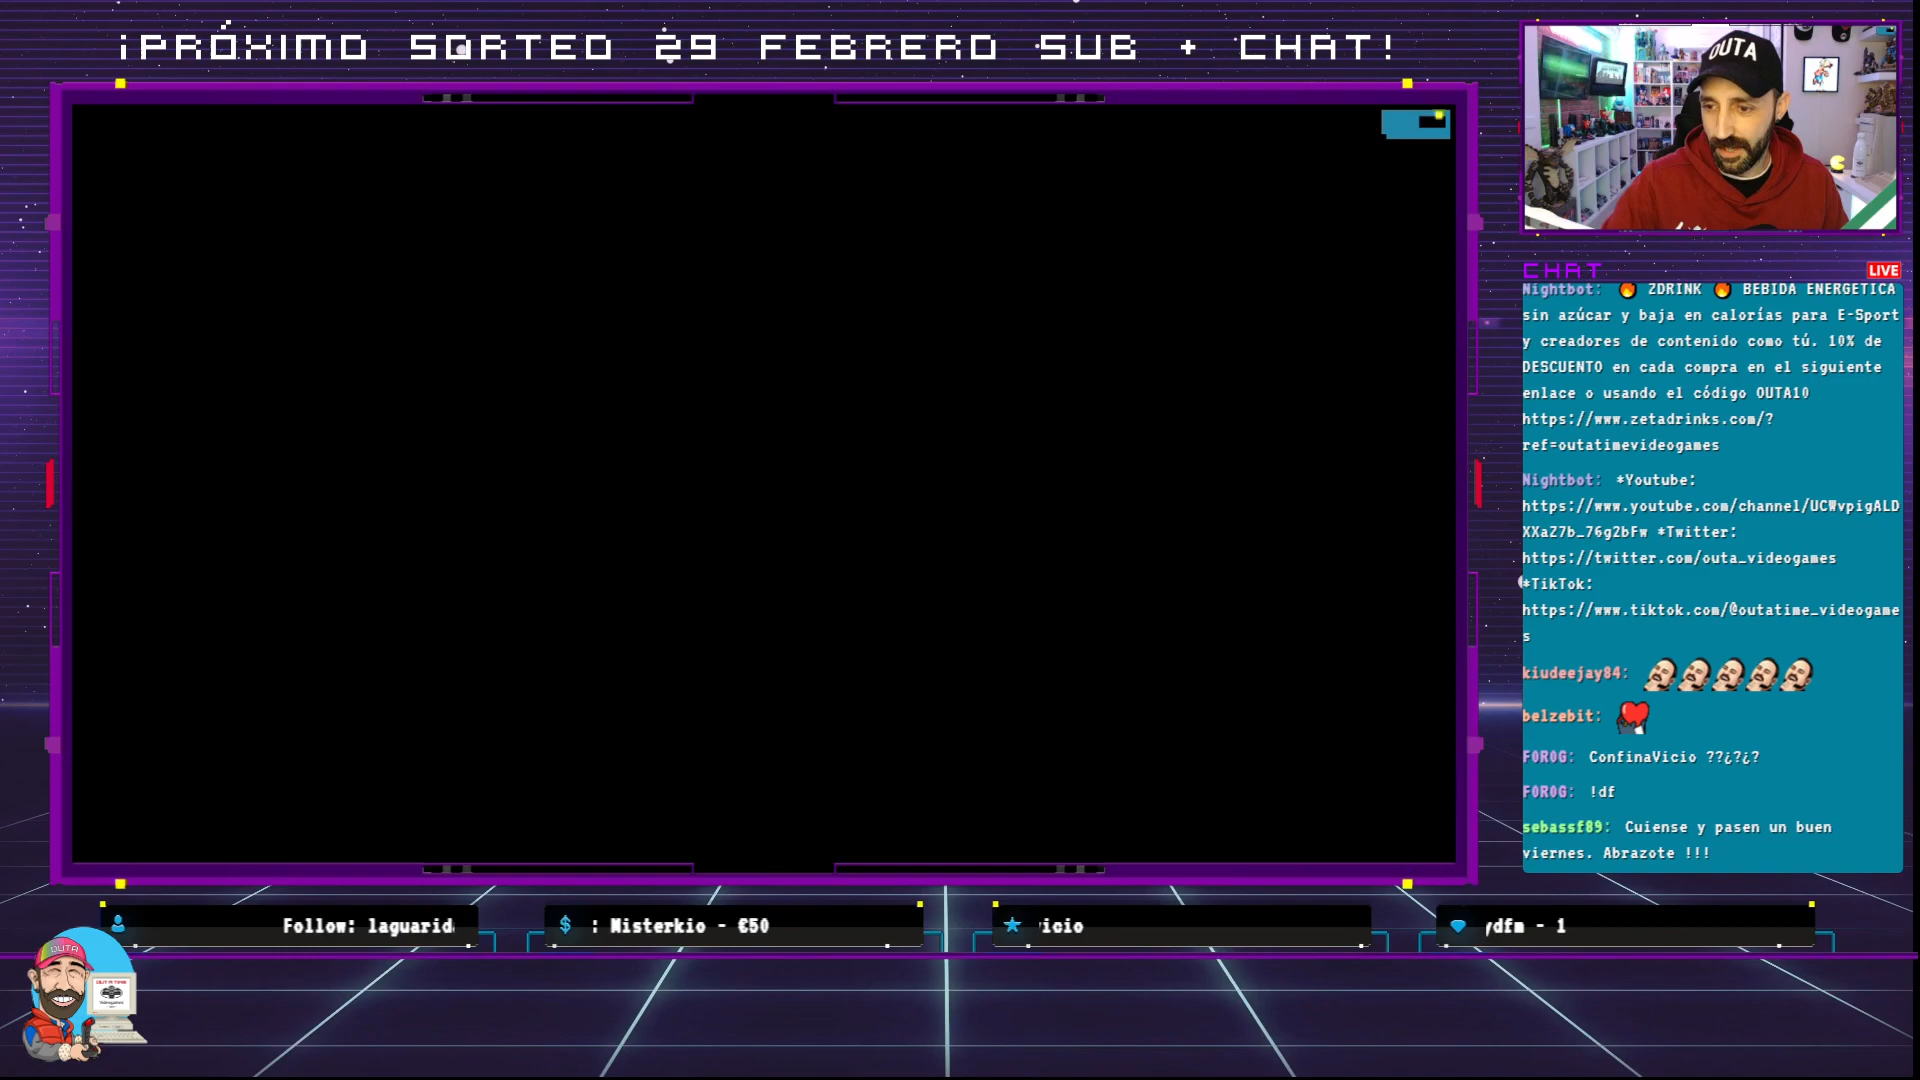 ¡PRÓXIMO SORTEO 29 FEBRERO SUB + CHAT!
OUTA
CHAT
LIVE
Nightbot: 🔥 ZDRINK 🔥 BEBIDA ENERGETICA
sin azúcar y baja en calorías para E-Sport
y creadores de contenido como tú. 10% de
DESCUENTO en cada compra en el siguiente
enlace o usando el código OUTA10
https://www.zetadrinks.com/?
ref=outatimevideogames
Nightbot: *Youtube:
https://www.youtube.com/channel/UCWvpigALD
XXaZ7b_76g2bFw *Twitter:
https://twitter.com/outa_videogames
*TikTok:
https://www.tiktok.com/@outatime_videogame
s
kiudeejay84:
belzebit:
F0R0G: ConfinaVicio ??¿?¿?
F0R0G: !df
sebassf89: Cuiense y pasen un buen
viernes. Abrazote !!!
Follow: laguarid
$ : Misterkio - €50
icio
ydfm - 1
OUTA